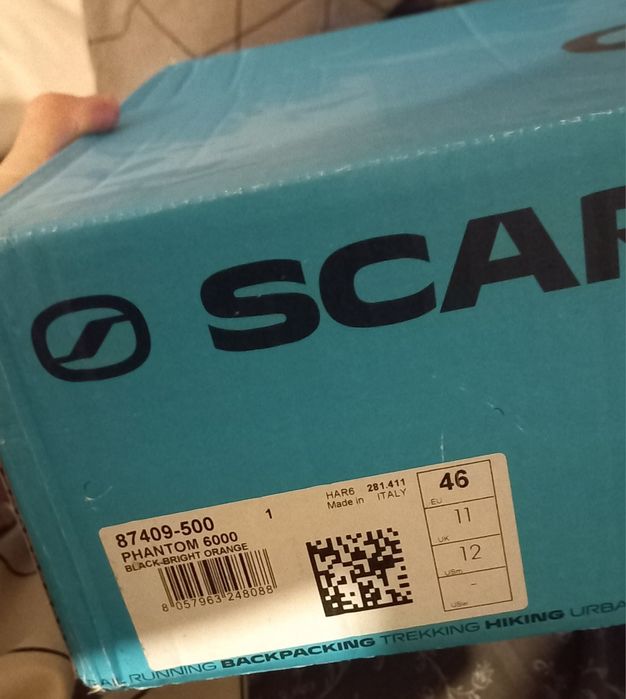 SCAR
87409-500
1
HAR6 281.411
Made in ITALY
PHANTOM 6000
BLACK-BRIGHT ORANGE
8 057963 248088
46
EU
11
UK
12
USm
-
USw
RUNNING BACKPACKING TREKKING HIKING URBA